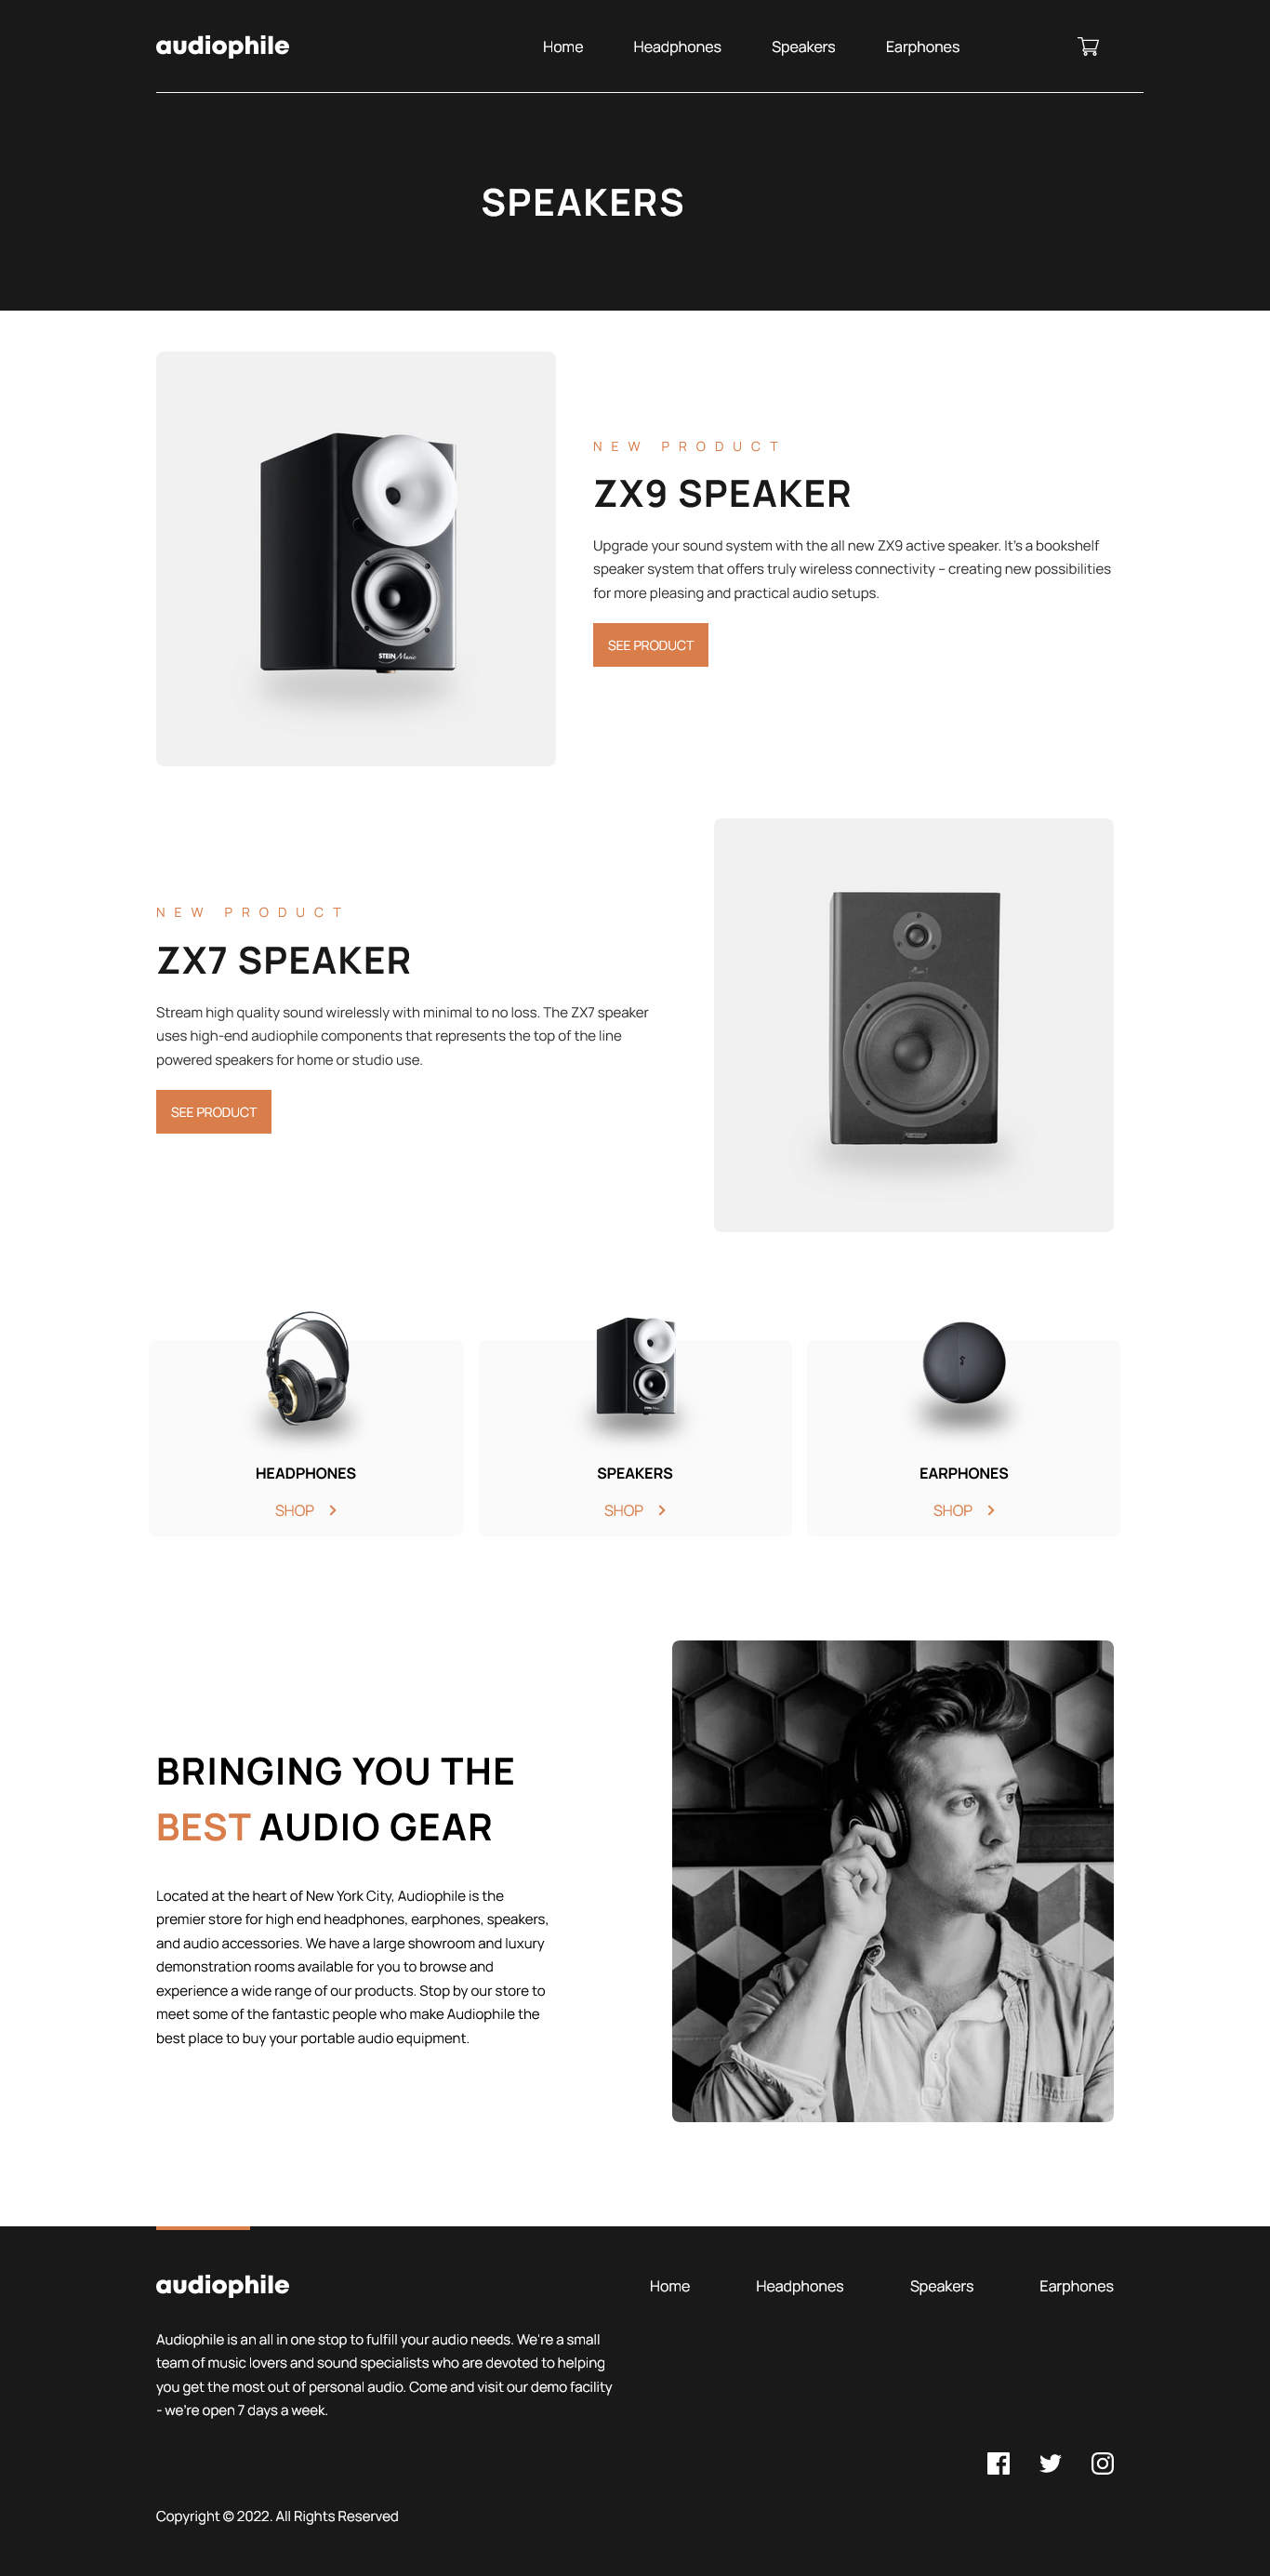 audiophile
Home Headphones Speakers Earphones
SPEAKERS
NEW PRODUCT
ZX9 SPEAKER
Upgrade your sound system with the all new ZX9 active speaker. It's a bookshelf
speaker system that offers truly wireless connectivity – creating new possibilities
for more pleasing and practical audio setups.
SEE PRODUCT
STEIN Music
NEW PRODUCT
ZX7 SPEAKER
Stream high quality sound wirelessly with minimal to no loss. The ZX7 speaker
uses high-end audiophile components that represents the top of the line
powered speakers for home or studio use.
SEE PRODUCT
HEADPHONES
SHOP
SPEAKERS
SHOP
EARPHONES
SHOP
BRINGING YOU THE
BEST AUDIO GEAR
Located at the heart of New York City, Audiophile is the
premier store for high end headphones, earphones, speakers,
and audio accessories. We have a large showroom and luxury
demonstration rooms available for you to browse and
experience a wide range of our products. Stop by our store to
meet some of the fantastic people who make Audiophile the
best place to buy your portable audio equipment.
audiophile
Home Headphones Speakers Earphones
Audiophile is an all in one stop to fulfill your audio needs. We're a small
team of music lovers and sound specialists who are devoted to helping
you get the most out of personal audio. Come and visit our demo facility
- we're open 7 days a week.
Copyright © 2022. All Rights Reserved